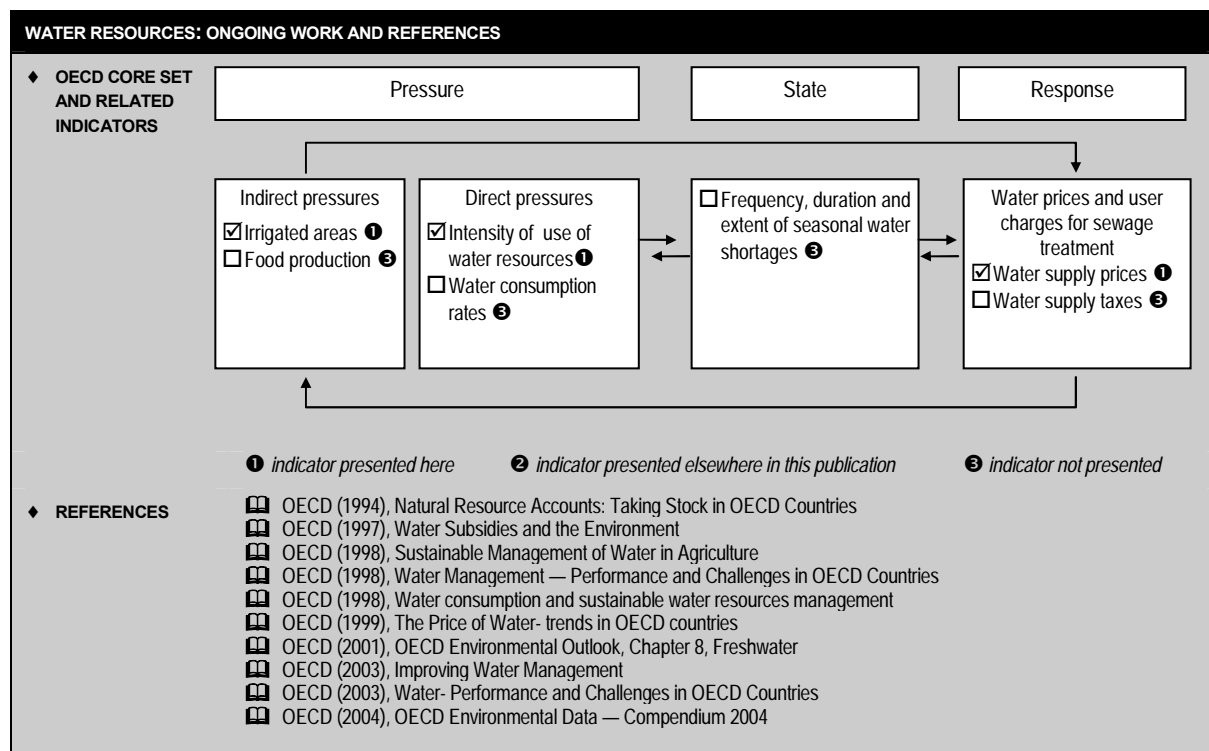 WATER RESOURCES: ONGOING WORK AND REFERENCES
♦ OECD CORE SET
AND RELATED
INDICATORS
Pressure
State
Response
Indirect pressures
☑Irrigated areas ❶
☐Food production ❸
Direct pressures
☑Intensity of use of
water resources❶
☐Water consumption
rates ❸
☐Frequency, duration and
extent of seasonal water
shortages ❸
Water prices and user
charges for sewage
treatment
☑Water supply prices ❶
☐Water supply taxes ❸
❶ indicator presented here ❷ indicator presented elsewhere in this publication ❸ indicator not presented
♦ REFERENCES
🕮 OECD (1994), Natural Resource Accounts: Taking Stock in OECD Countries
🕮 OECD (1997), Water Subsidies and the Environment
🕮 OECD (1998), Sustainable Management of Water in Agriculture
🕮 OECD (1998), Water Management — Performance and Challenges in OECD Countries
🕮 OECD (1998), Water consumption and sustainable water resources management
🕮 OECD (1999), The Price of Water- trends in OECD countries
🕮 OECD (2001), OECD Environmental Outlook, Chapter 8, Freshwater
🕮 OECD (2003), Improving Water Management
🕮 OECD (2003), Water- Performance and Challenges in OECD Countries
🕮 OECD (2004), OECD Environmental Data — Compendium 2004